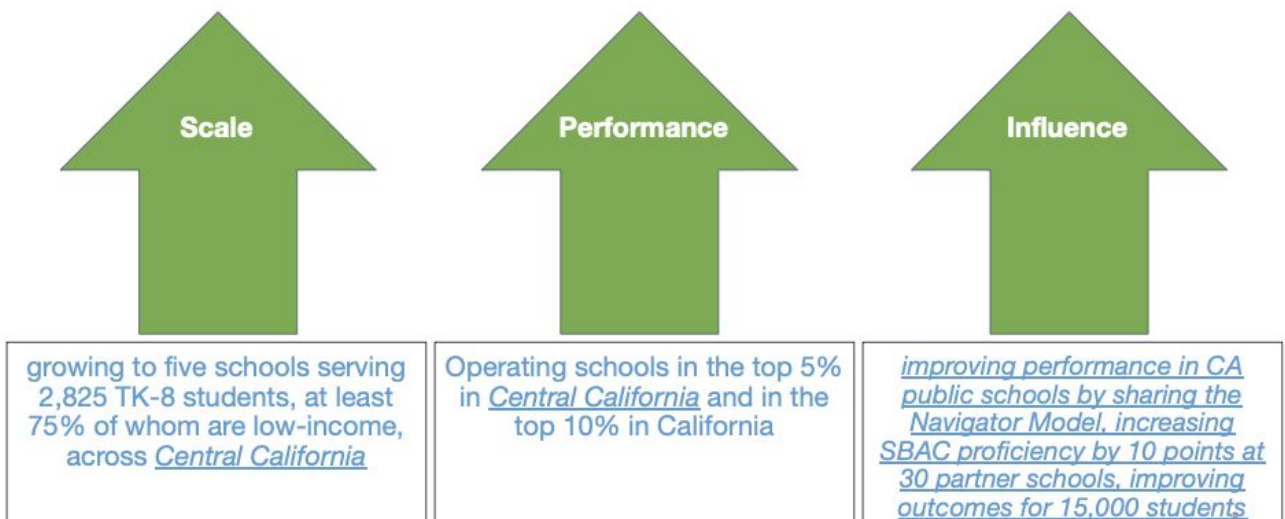 Scale
Performance
Influence
growing to five schools serving
2,825 TK-8 students, at least
75% of whom are low-income,
across Central California
Operating schools in the top 5%
in Central California and in the
top 10% in California
improving performance in CA
public schools by sharing the
Navigator Model, increasing
SBAC proficiency by 10 points at
30 partner schools, improving
outcomes for 15,000 students